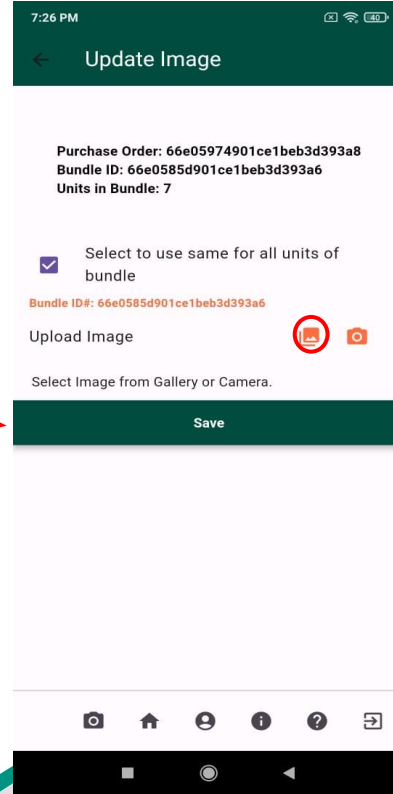 7:26 PM
40
Update Image
Purchase Order: 66e05974901ce1beb3d393a8
Bundle ID: 66e0585d901ce1beb3d393a6
Units in Bundle: 7
Select to use same for all units of
bundle
Bundle ID#: 66e0585d901ce1beb3d393a6
Upload Image
Select Image from Gallery or Camera.
Save